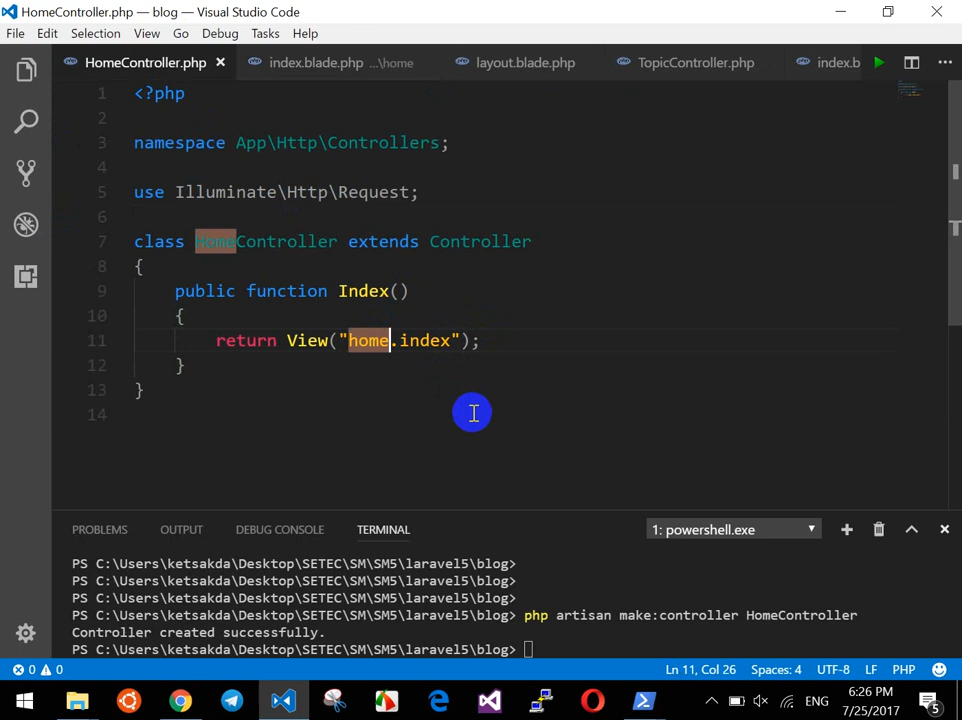 HomeController.php — blog — Visual Studio Code
File Edit Selection View Go Debug Tasks Help
HomeController.php × index.blade.php ...\home layout.blade.php TopicController.php index.b ...
1 <?php
2
3 namespace App\Http\Controllers;
4
5 use Illuminate\Http\Request;
6
7 class HomeController extends Controller
8 {
9 public function Index()
10 {
11 return View("home.index");
12 }
13 }
14
PROBLEMS OUTPUT DEBUG CONSOLE TERMINAL 1: powershell.exe
PS C:\Users\ketsakda\Desktop\SETEC\SM\SM5\laravel5\blog>
PS C:\Users\ketsakda\Desktop\SETEC\SM\SM5\laravel5\blog>
PS C:\Users\ketsakda\Desktop\SETEC\SM\SM5\laravel5\blog>
PS C:\Users\ketsakda\Desktop\SETEC\SM\SM5\laravel5\blog> php artisan make:controller HomeController
Controller created successfully.
PS C:\Users\ketsakda\Desktop\SETEC\SM\SM5\laravel5\blog>
0 0 Ln 11, Col 26 Spaces: 4 UTF-8 LF PHP
ENG 6:26 PM
7/25/2017 5